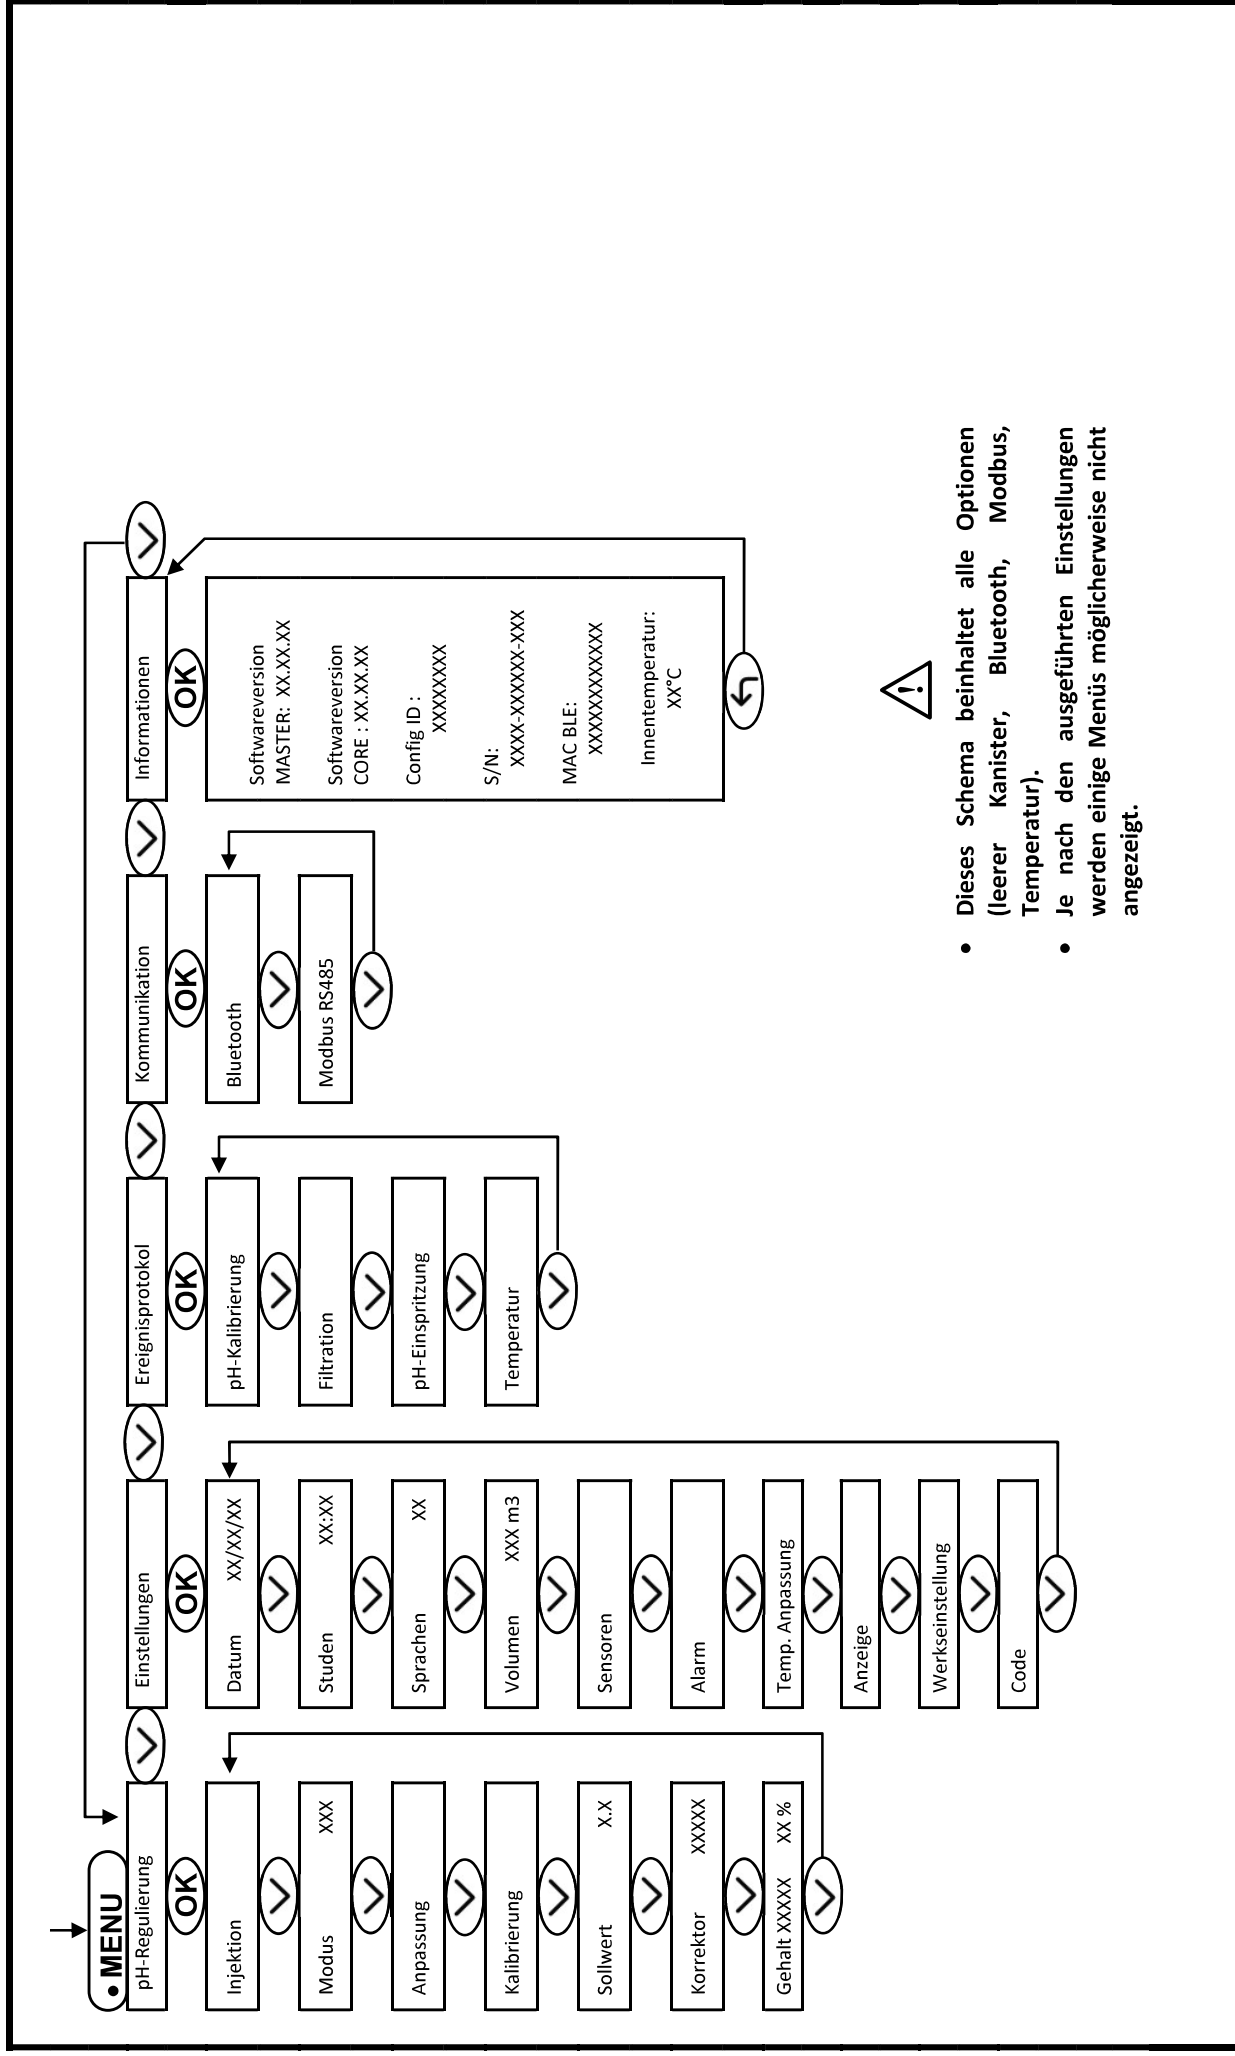 • MENU
pH-Regulierung
OK
Injektion
Modus XXX
Anpassung
Kalibrierung
Sollwert X.X
Korrektor XXXXX
Gehalt XXXXX XX %
Einstellungen
OK
Datum XX/XX/XX
Studen XX:XX
Sprachen XX
Volumen XXX m3
Sensoren
Alarm
Temp. Anpassung
Anzeige
Werkseinstellung
Code
Ereignisprotokol
OK
pH-Kalibrierung
Filtration
pH-Einspritzung
Temperatur
Kommunikation
OK
Bluetooth
Modbus RS485
Informationen
OK
Softwareversion
MASTER: XX.XX.XX
Softwareversion
CORE : XX.XX.XX
Config ID :
XXXXXXXX
S/N:
XXXX-XXXXXX-XXX
MAC BLE:
XXXXXXXXXXXX
Innentemperatur:
XX°C
• Dieses Schema beinhaltet alle Optionen
(leerer Kanister, Bluetooth, Modbus,
Temperatur).
• Je nach den ausgeführten Einstellungen
werden einige Menüs möglicherweise nicht
angezeigt.